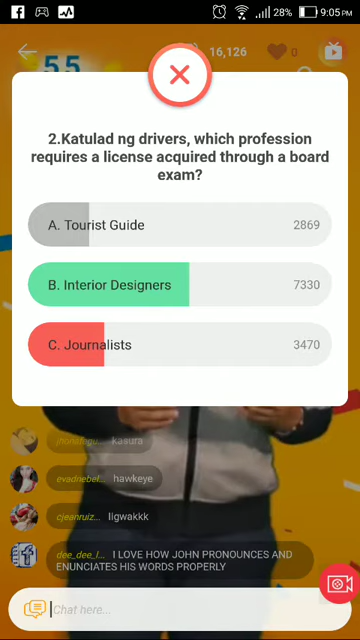 28% 9:05 PM
55
16,126 0
2.Katulad ng drivers, which profession
requires a license acquired through a board
exam?
A. Tourist Guide 2869
B. Interior Designers 7330
C. Journalists 3470
kasura
evadnebel... hawkeye
cjeanruiz... ligwakkk
dee_dee_l... I LOVE HOW JOHN PRONOUNCES AND
ENUNCIATES HIS WORDS PROPERLY
Chat here...